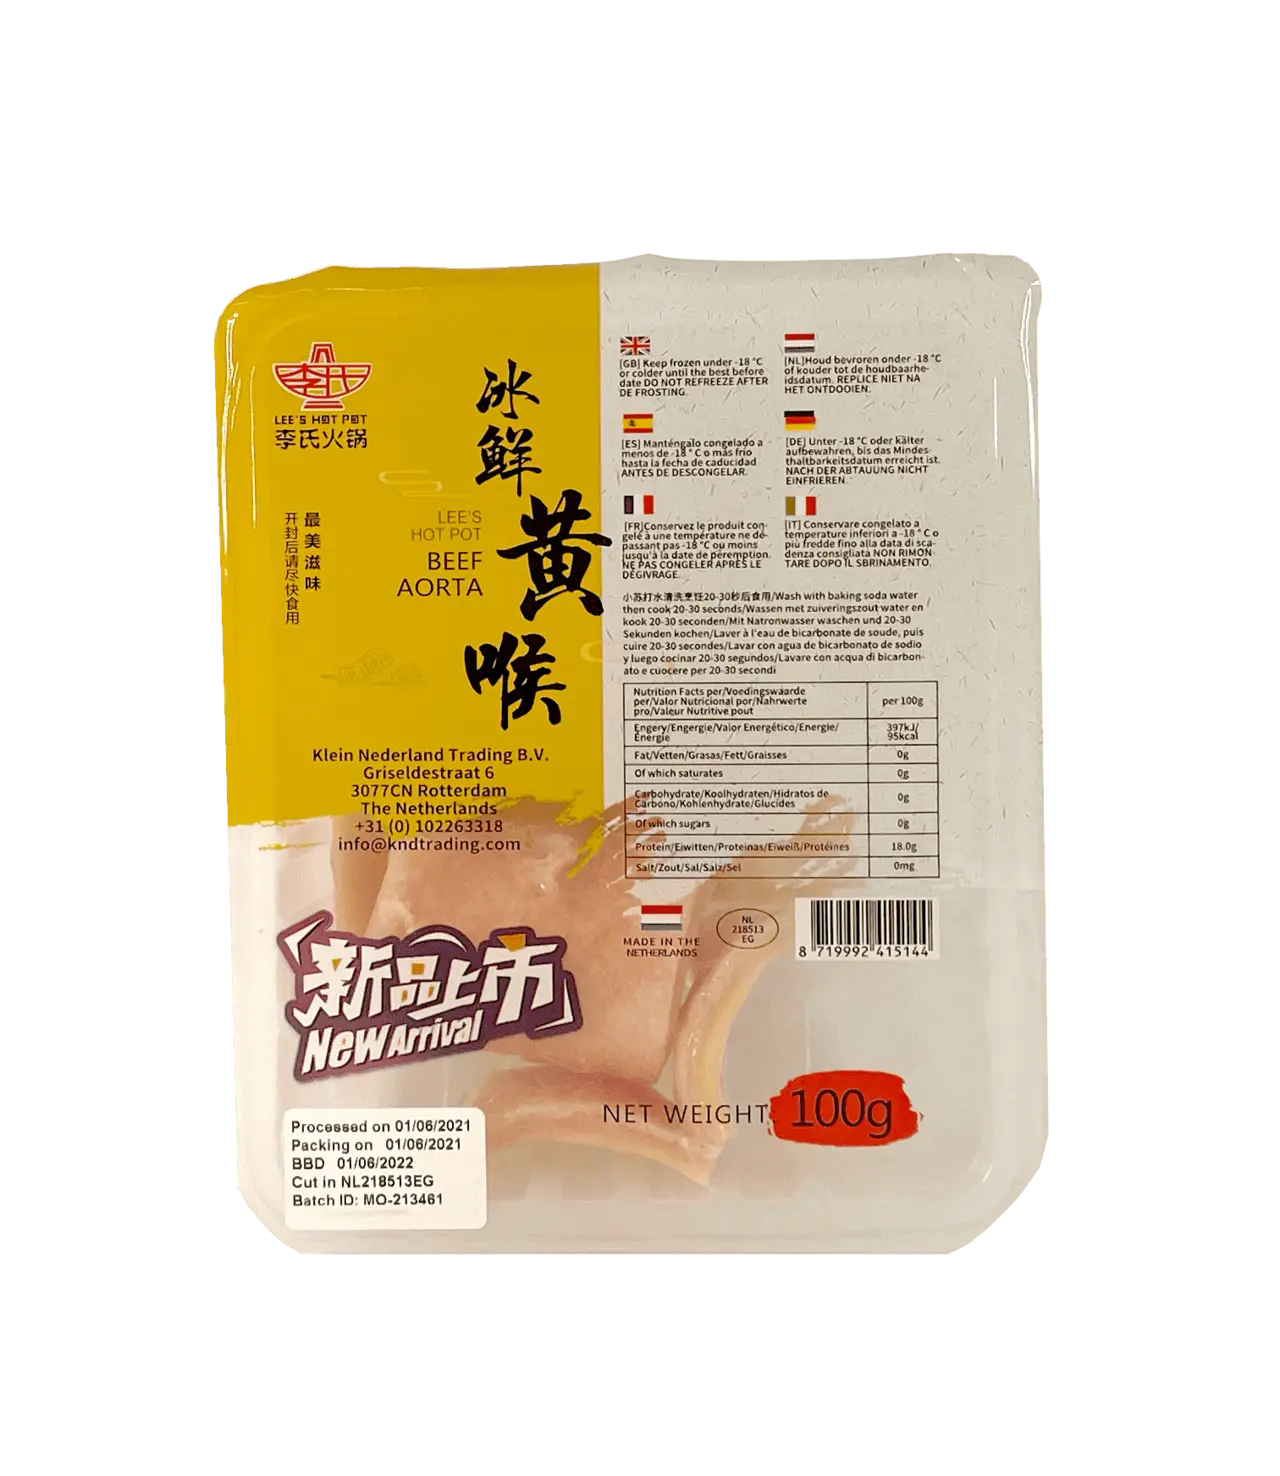 LEE'S HOT POT
李氏火锅
冰鲜黄喉
LEE'S
HOT POT
BEEF
AORTA
最美滋味
开封后请尽快食用
Klein Nederland Trading B.V.
Griseldestraat 6
3077CN Rotterdam
The Netherlands
+31 (0) 102263318
info@kndtrading.com
新品上市
New Arrival
Processed on 01/06/2021
Packing on 01/06/2021
BBD 01/06/2022
Cut in NL218513EG
Batch ID: MO-213461
[GB] Keep frozen under -18 °C
or colder until the best before
date DO NOT REFREEZE AFTER
DE FROSTING.
[NL]Houd bevroren onder -18 °C
of kouder tot de houdbaarhe-
idsdatum. REPLICE NIET NA
HET ONTDOOIEN.
[ES] Manténgalo congelado a
menos de -18 ° C o más frío
hasta la fecha de caducidad
ANTES DE DESCONGELAR.
[DE] Unter -18 °C oder kälter
aufbewahren, bis das Mindes-
thaltbarkeitsdatum erreicht ist.
NACH DER ABTAUUNG NICHT
EINFRIEREN.
[FR]Conservez le produit con-
gelé à une température ne dé-
passant pas -18 °C ou moins
jusqu'à la date de péremption.
NE PAS CONGELER APRÈS LE
DÉGIVRAGE.
[IT] Conservare congelato a
temperature inferiori a -18 ° C o
più fredde fino alla data di sca-
denza consigliata NON RIMON
TARE DOPO IL SBRINAMENTO.
小苏打水清洗烹饪20-30秒后食用/Wash with baking soda water
then cook 20-30 seconds/Wassen met zuiveringszout water en
kook 20-30 seconden/Mit Natronwasser waschen und 20-30
Sekunden kochen/Laver à l'eau de bicarbonate de soude, puis
cuire 20-30 secondes/Lavar con agua de bicarbonato de sodio
y luego cocinar 20-30 segundos/Lavare con acqua di bicarbon-
ato e cuocere per 20-30 secondi
Nutrition Facts per/Voedingswaarde
per/Valor Nutricional por/Nahrwerte
pro/Valeur Nutritive pout
per 100g
Engery/Engergie/Valor Energético/Energie/
Énergie
397kJ/
95kcal
Fat/Vetten/Grasas/Fett/Graisses 0g
Of which saturates 0g
Carbohydrate/Koolhydraten/Hidratos de
Carbono/Kohlenhydrate/Glucides
0g
Of which sugars 0g
Protein/Eiwitten/Proteinas/Eiweiß/Protéines 18.0g
Salt/Zout/Sal/Salz/Sel 0mg
MADE IN THE
NETHERLANDS
NL
218513
EG
8 719992 415144
NET WEIGHT 100g